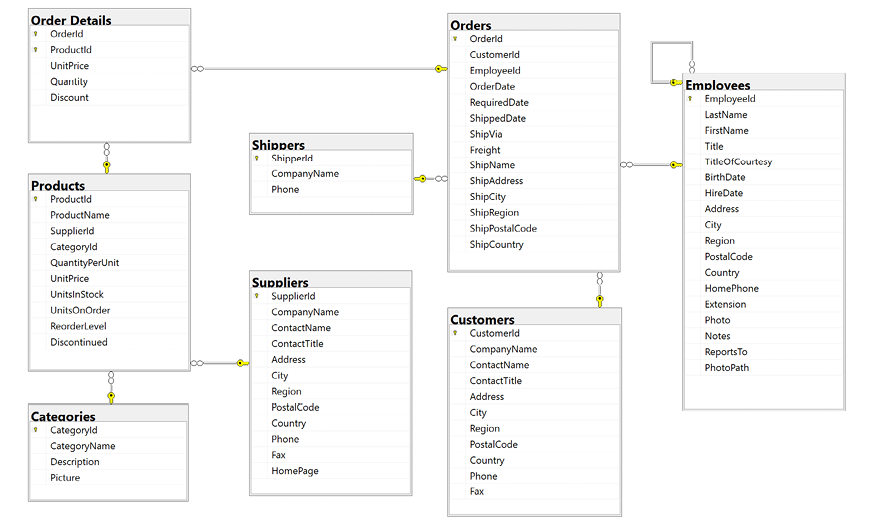 Order Details
OrderId
ProductId
UnitPrice
Quantity
Discount
Products
ProductId
ProductName
SupplierId
CategoryId
QuantityPerUnit
UnitPrice
UnitsInStock
UnitsOnOrder
ReorderLevel
Discontinued
Categories
CategoryId
CategoryName
Description
Picture
Shippers
ShipperId
CompanyName
Phone
Suppliers
SupplierId
CompanyName
ContactName
ContactTitle
Address
City
Region
PostalCode
Country
Phone
Fax
HomePage
Orders
OrderId
CustomerId
EmployeeId
OrderDate
RequiredDate
ShippedDate
ShipVia
Freight
ShipName
ShipAddress
ShipCity
ShipRegion
ShipPostalCode
ShipCountry
Customers
CustomerId
CompanyName
ContactName
ContactTitle
Address
City
Region
PostalCode
Country
Phone
Fax
Employees
EmployeeId
LastName
FirstName
Title
TitleOfCourtesy
BirthDate
HireDate
Address
City
Region
PostalCode
Country
HomePhone
Extension
Photo
Notes
ReportsTo
PhotoPath